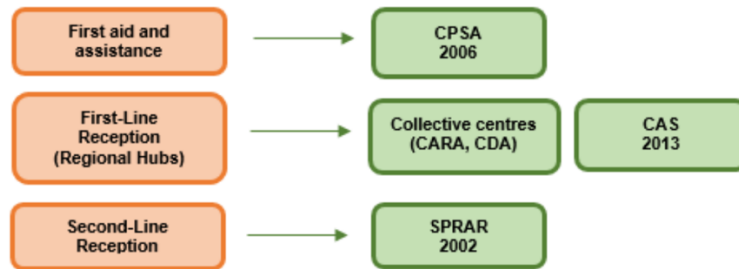 First aid and
assistance
CPSA
2006
First-Line
Reception
(Regional Hubs)
Collective centres
(CARA, CDA)
CAS
2013
Second-Line
Reception
SPRAR
2002